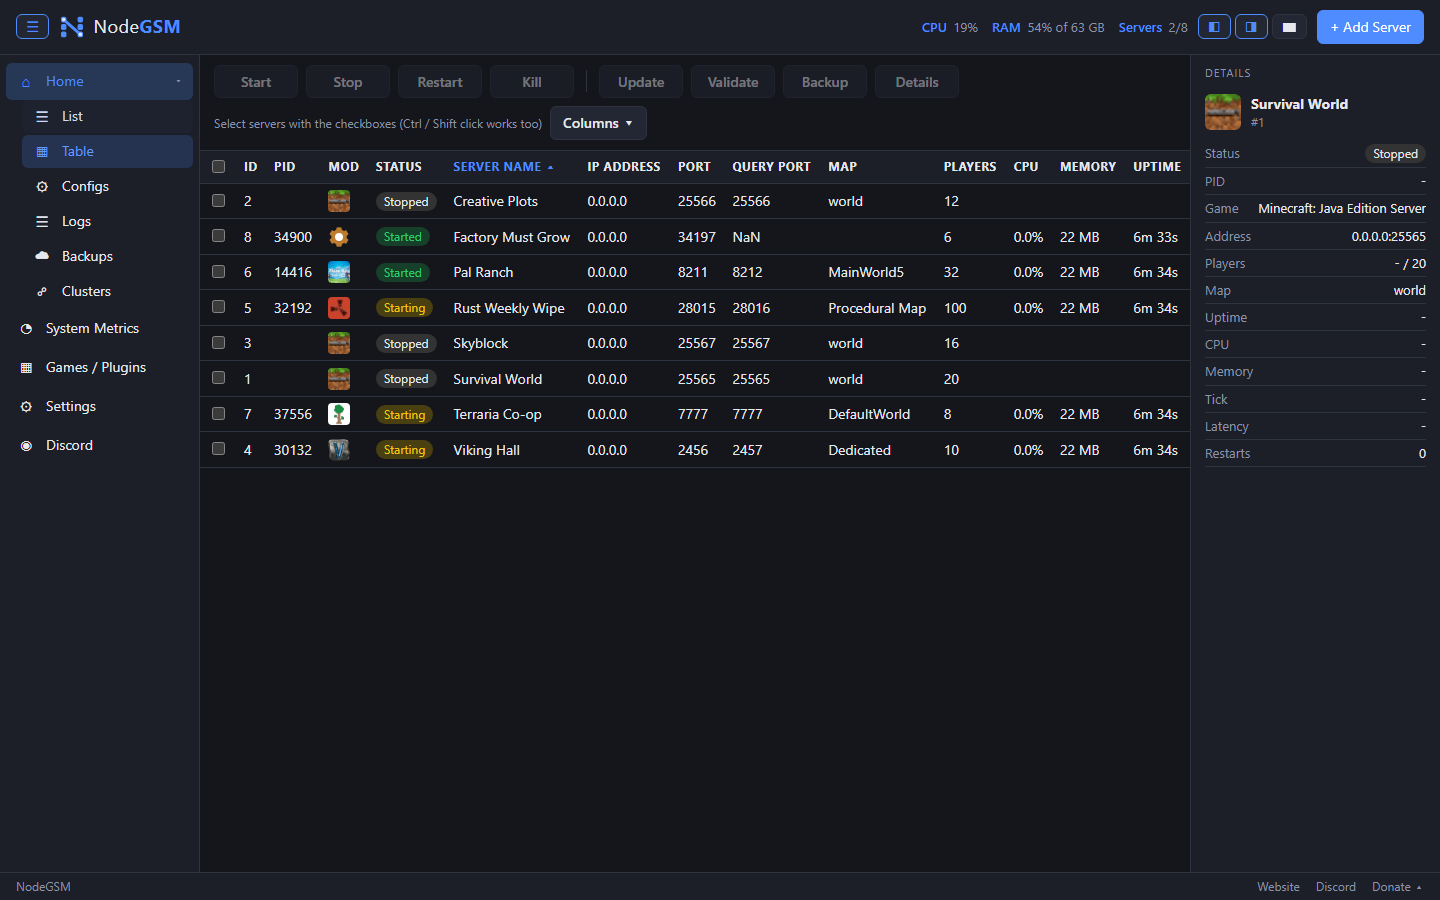 NodeGSM
CPU 19% RAM 54% of 63 GB Servers 2/8
+ Add Server
Home
List
Table
Configs
Logs
Backups
Clusters
System Metrics
Games / Plugins
Settings
Discord
Start Stop Restart Kill Update Validate Backup Details
Select servers with the checkboxes (Ctrl / Shift click works too) Columns
ID PID MOD STATUS SERVER NAME IP ADDRESS PORT QUERY PORT MAP PLAYERS CPU MEMORY UPTIME
2 Stopped Creative Plots 0.0.0.0 25566 25566 world 12
8 34900 Started Factory Must Grow 0.0.0.0 34197 NaN 6 0.0% 22 MB 6m 33s
6 14416 Started Pal Ranch 0.0.0.0 8211 8212 MainWorld5 32 0.0% 22 MB 6m 34s
5 32192 Starting Rust Weekly Wipe 0.0.0.0 28015 28016 Procedural Map 100 0.0% 22 MB 6m 34s
3 Stopped Skyblock 0.0.0.0 25567 25567 world 16
1 Stopped Survival World 0.0.0.0 25565 25565 world 20
7 37556 Starting Terraria Co-op 0.0.0.0 7777 7777 DefaultWorld 8 0.0% 22 MB 6m 34s
4 30132 Starting Viking Hall 0.0.0.0 2456 2457 Dedicated 10 0.0% 22 MB 6m 34s
DETAILS
Survival World
#1
Status Stopped
PID -
Game Minecraft: Java Edition Server
Address 0.0.0.0:25565
Players - / 20
Map world
Uptime -
CPU -
Memory -
Tick -
Latency -
Restarts 0
NodeGSM
Website Discord Donate